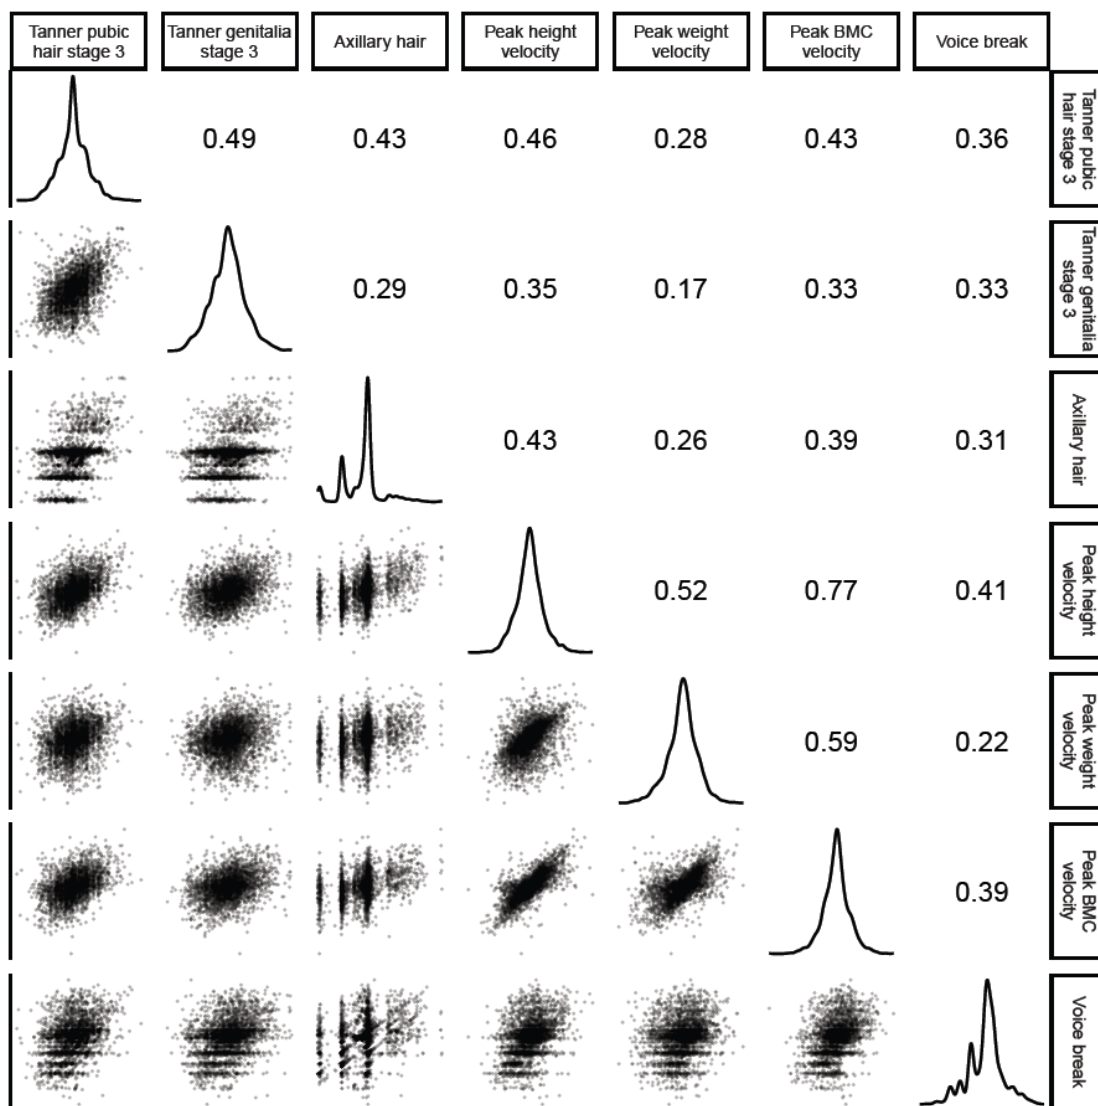 Tanner pubic
hair stage 3
Tanner genitalia
stage 3
Axillary hair
Peak height
velocity
Peak weight
velocity
Peak BMC
velocity
Voice break
0.49
0.43
0.46
0.28
0.43
0.36
Tanner pubic
hair stage 3
0.29
0.35
0.17
0.33
0.33
Tanner genitalia
stage 3
0.43
0.26
0.39
0.31
Axillary hair
0.52
0.77
0.41
Peak height
velocity
0.59
0.22
Peak weight
velocity
0.39
Peak BMC
velocity
Voice break